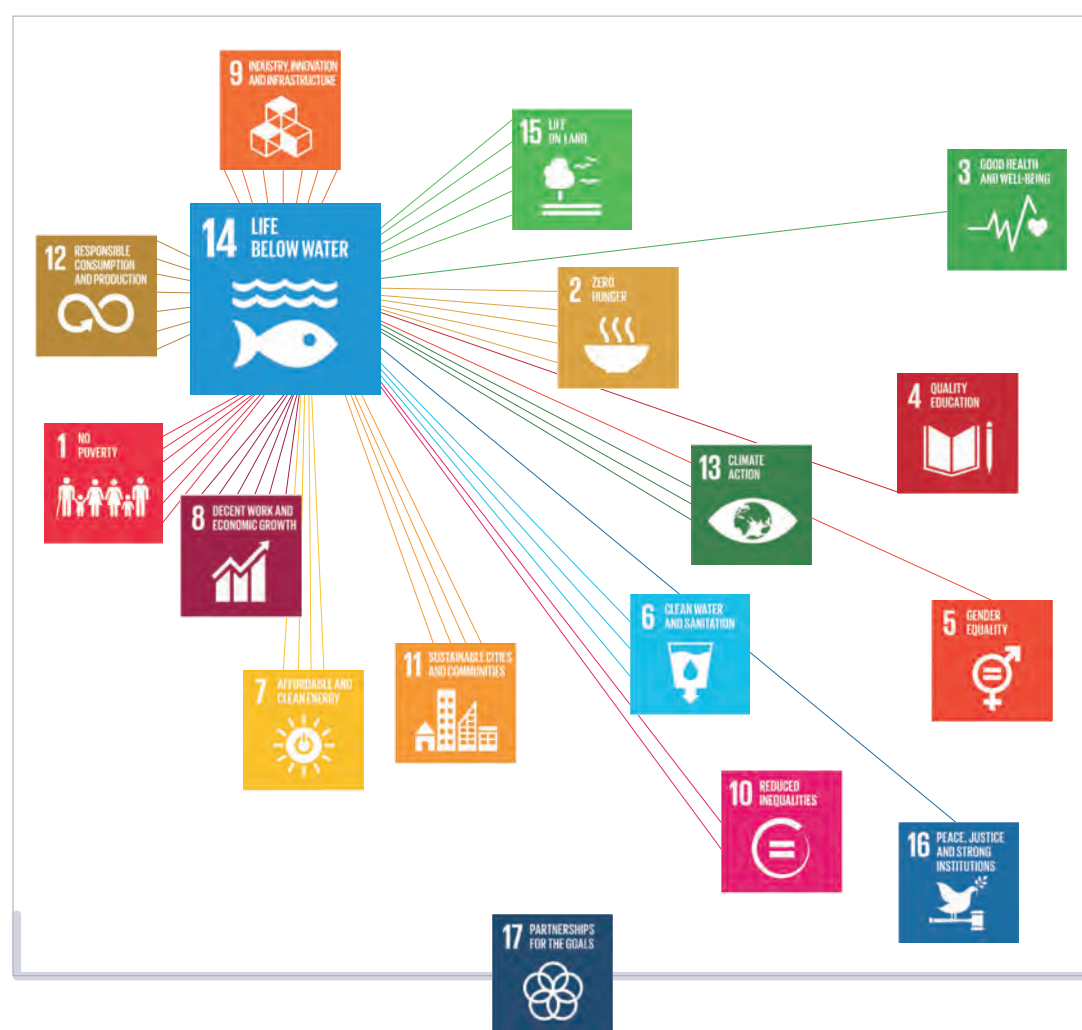 9 INDUSTRY, INNOVATION
AND INFRASTRUCTURE
15 LIFE
ON LAND
3 GOOD HEALTH
AND WELL-BEING
14 LIFE
BELOW WATER
12 RESPONSIBLE
CONSUMPTION
AND PRODUCTION
2 ZERO
HUNGER
4 QUALITY
EDUCATION
1 NO
POVERTY
13 CLIMATE
ACTION
8 DECENT WORK AND
ECONOMIC GROWTH
6 CLEAN WATER
AND SANITATION
5 GENDER
EQUALITY
11 SUSTAINABLE CITIES
AND COMMUNITIES
7 AFFORDABLE AND
CLEAN ENERGY
10 REDUCED
INEQUALITIES
16 PEACE, JUSTICE
AND STRONG
INSTITUTIONS
17 PARTNERSHIPS
FOR THE GOALS